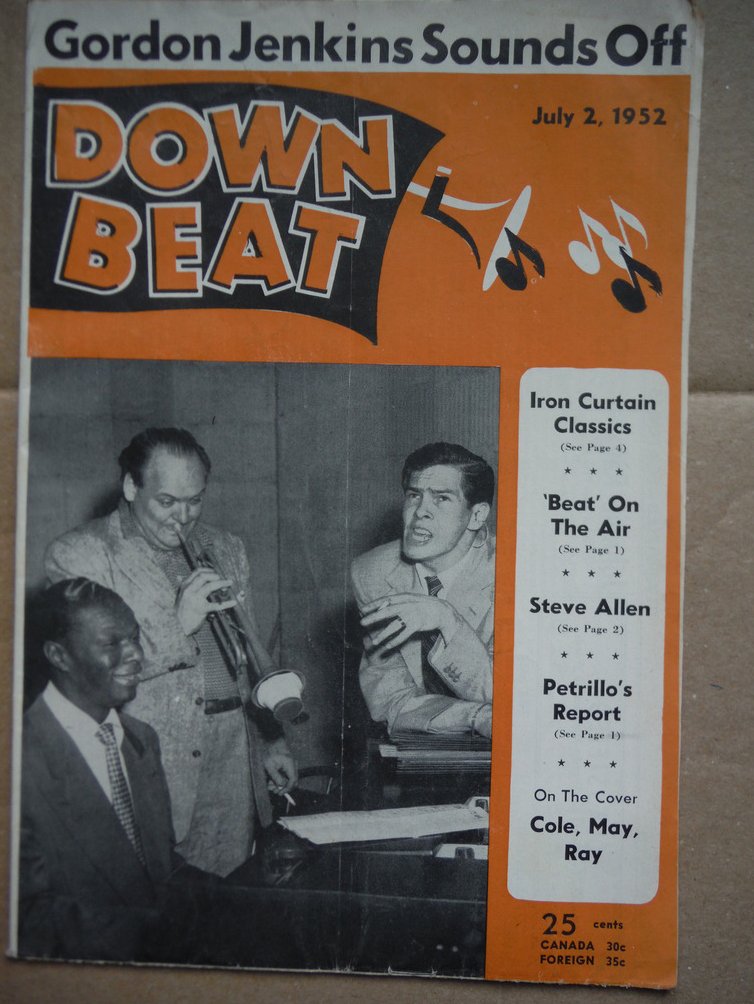 Gordon Jenkins Sounds Off
DOWN
BEAT
July 2, 1952
Iron Curtain
Classics
(See Page 4)
★ ★ ★
'Beat' On
The Air
(See Page 1)
★ ★ ★
Steve Allen
(See Page 2)
★ ★ ★
Petrillo's
Report
(See Page 1)
★ ★ ★
On The Cover
Cole, May,
Ray
25 cents
CANADA 30c
FOREIGN 35c